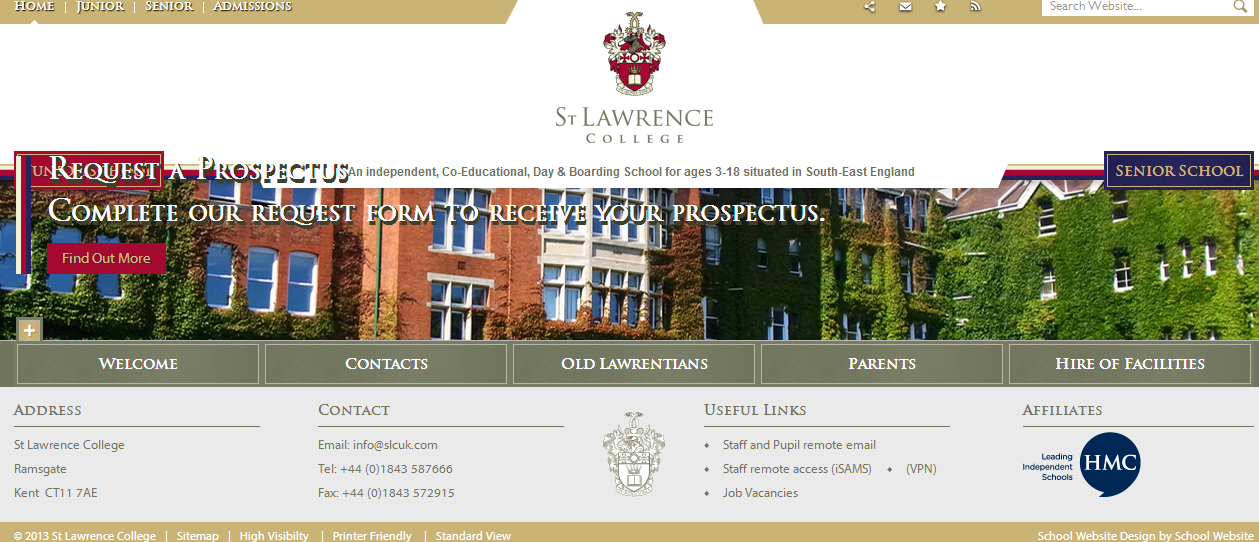 Home | Junior | Senior | Admissions
Search Website...
St Lawrence
College
Request a Prospectus
An independent, Co-Educational, Day & Boarding School for ages 3-18 situated in South-East England
Senior School
Complete our request form to receive your prospectus.
Find Out More
Welcome
Contacts
Old Lawrentians
Parents
Hire of Facilities
Address
St Lawrence College
Ramsgate
Kent CT11 7AE
Contact
Email: info@slcuk.com
Tel: +44 (0)1843 587666
Fax: +44 (0)1843 572915
Useful Links
Staff and Pupil remote email
Staff remote access (iSAMS) (VPN)
Job Vacancies
Affiliates
Leading
Independent
Schools
HMC
© 2013 St Lawrence College | Sitemap | High Visibilty | Printer Friendly | Standard View
School Website Design by School Website